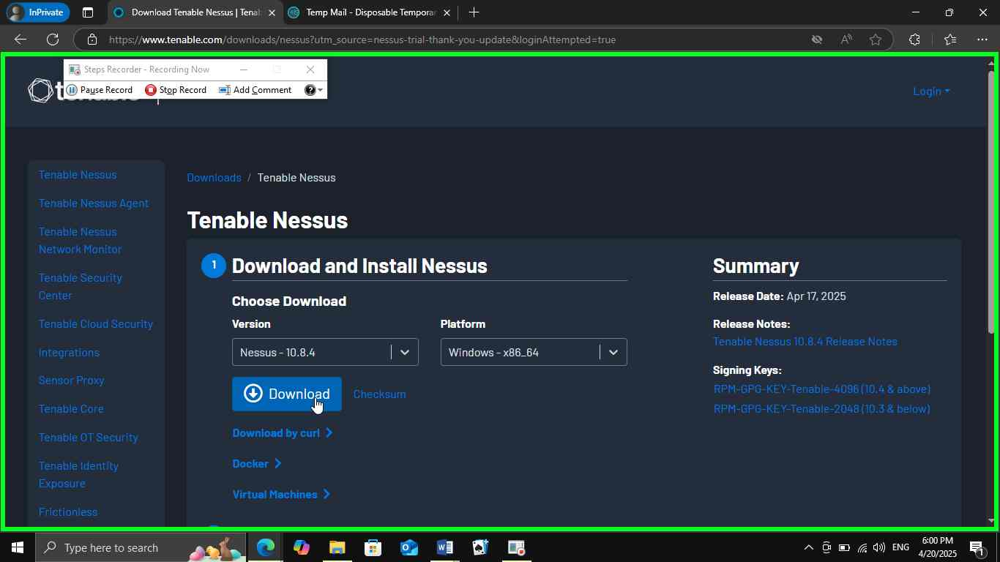 InPrivate
Download Tenable Nessus | Tenab
Temp Mail - Disposable Temporar
https://www.tenable.com/downloads/nessus?utm_source=nessus-trial-thank-you-update&loginAttempted=true
Steps Recorder - Recording Now
Pause Record
Stop Record
Add Comment
Login
Tenable Nessus
Tenable Nessus Agent
Tenable Nessus
Network Monitor
Tenable Security
Center
Tenable Cloud Security
Integrations
Sensor Proxy
Tenable Core
Tenable OT Security
Tenable Identity
Exposure
Frictionless
Downloads / Tenable Nessus
Tenable Nessus
1 Download and Install Nessus
Choose Download
Version
Platform
Nessus - 10.8.4
Windows - x86_64
Download
Checksum
Download by curl
Docker
Virtual Machines
Summary
Release Date: Apr 17, 2025
Release Notes:
Tenable Nessus 10.8.4 Release Notes
Signing Keys:
RPM-GPG-KEY-Tenable-4096 (10.4 & above)
RPM-GPG-KEY-Tenable-2048 (10.3 & below)
Type here to search
ENG
6:00 PM
4/20/2025
1